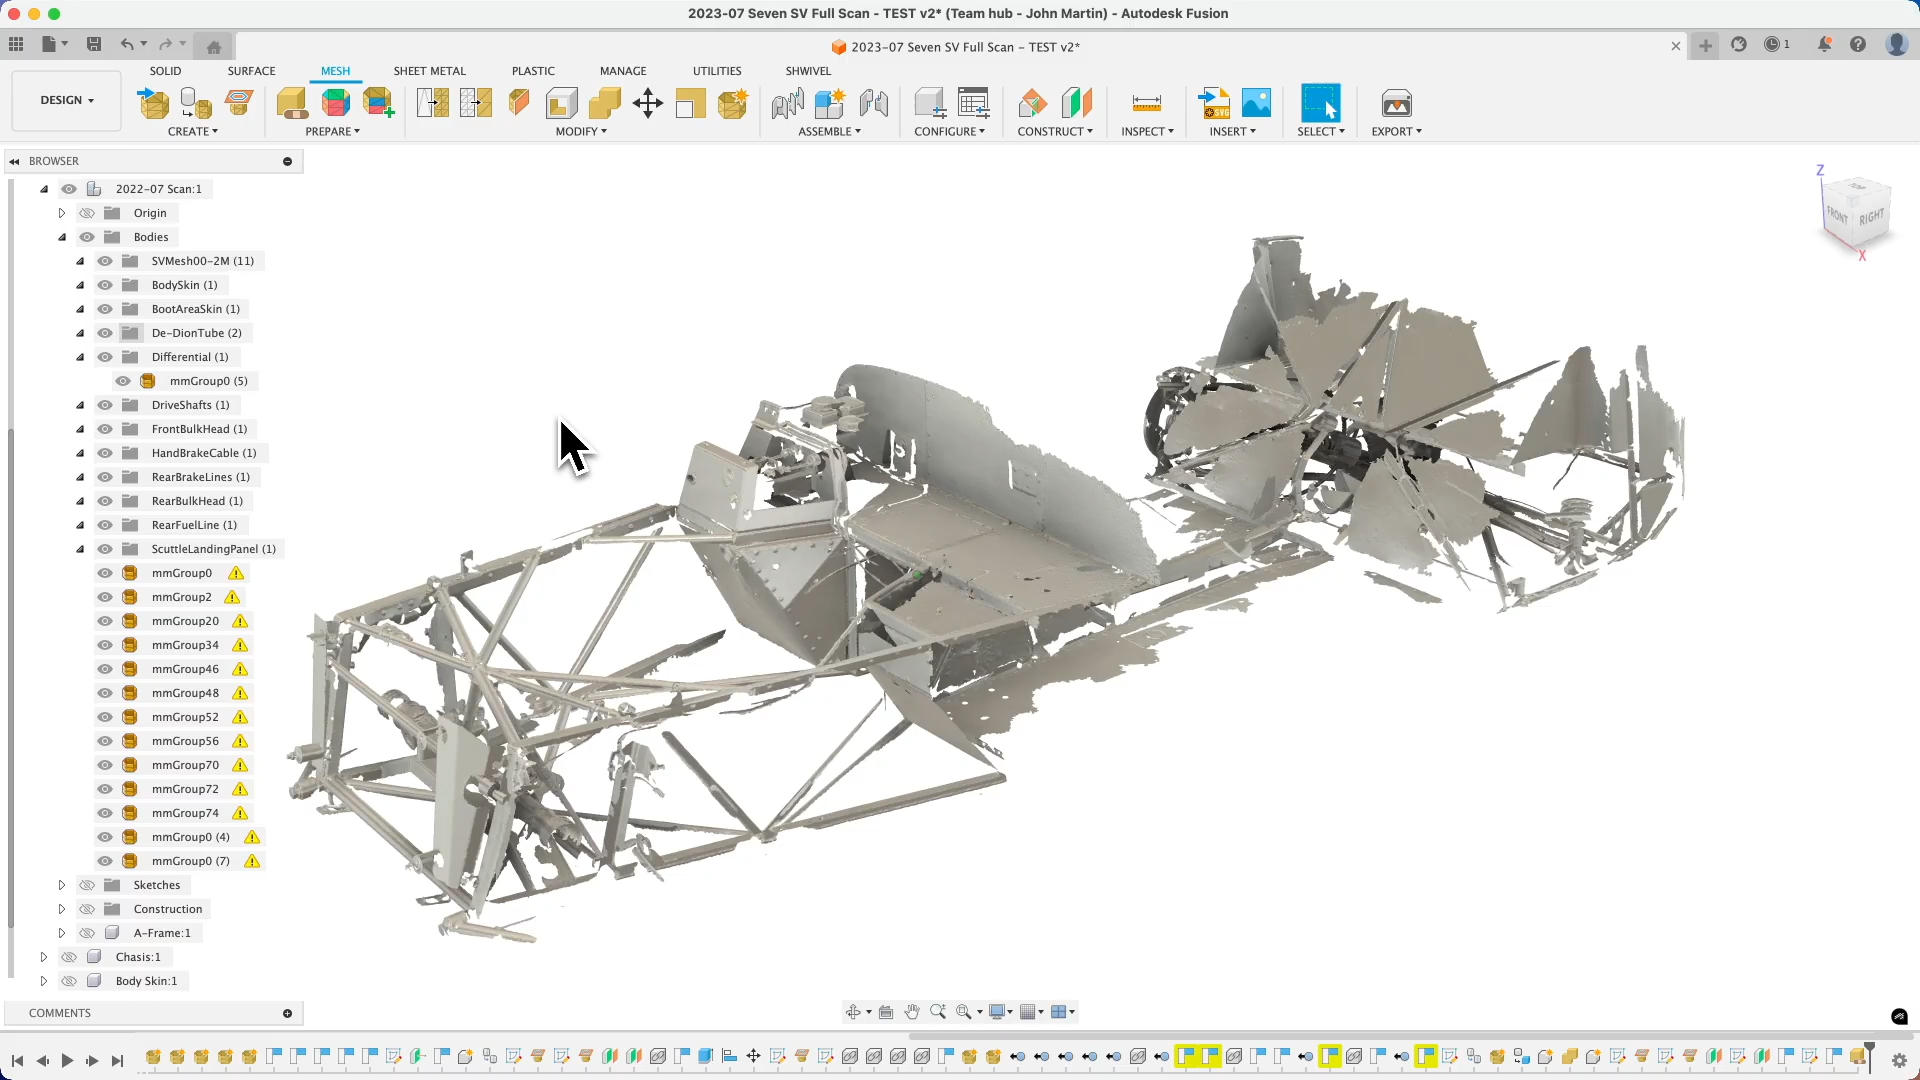 2023-07 Seven SV Full Scan - TEST v2* (Team hub - John Martin) - Autodesk Fusion
2023-07 Seven SV Full Scan - TEST v2*
1
SOLID SURFACE MESH SHEET METAL PLASTIC MANAGE UTILITIES SHWIVEL
DESIGN
CREATE PREPARE MODIFY ASSEMBLE CONFIGURE CONSTRUCT INSPECT INSERT SELECT EXPORT
SVG
BROWSER
2022-07 Scan:1
Origin
Bodies
SVMesh00-2M (11)
BodySkin (1)
BootAreaSkin (1)
De-DionTube (2)
Differential (1)
mmGroup0 (5)
DriveShafts (1)
FrontBulkHead (1)
HandBrakeCable (1)
RearBrakeLines (1)
RearBulkHead (1)
RearFuelLine (1)
ScuttleLandingPanel (1)
mmGroup0
mmGroup2
mmGroup20
mmGroup34
mmGroup46
mmGroup48
mmGroup52
mmGroup56
mmGroup70
mmGroup72
mmGroup74
mmGroup0 (4)
mmGroup0 (7)
Sketches
Construction
A-Frame:1
Chasis:1
Body Skin:1
COMMENTS
Z
TOP
FRONT
RIGHT
X